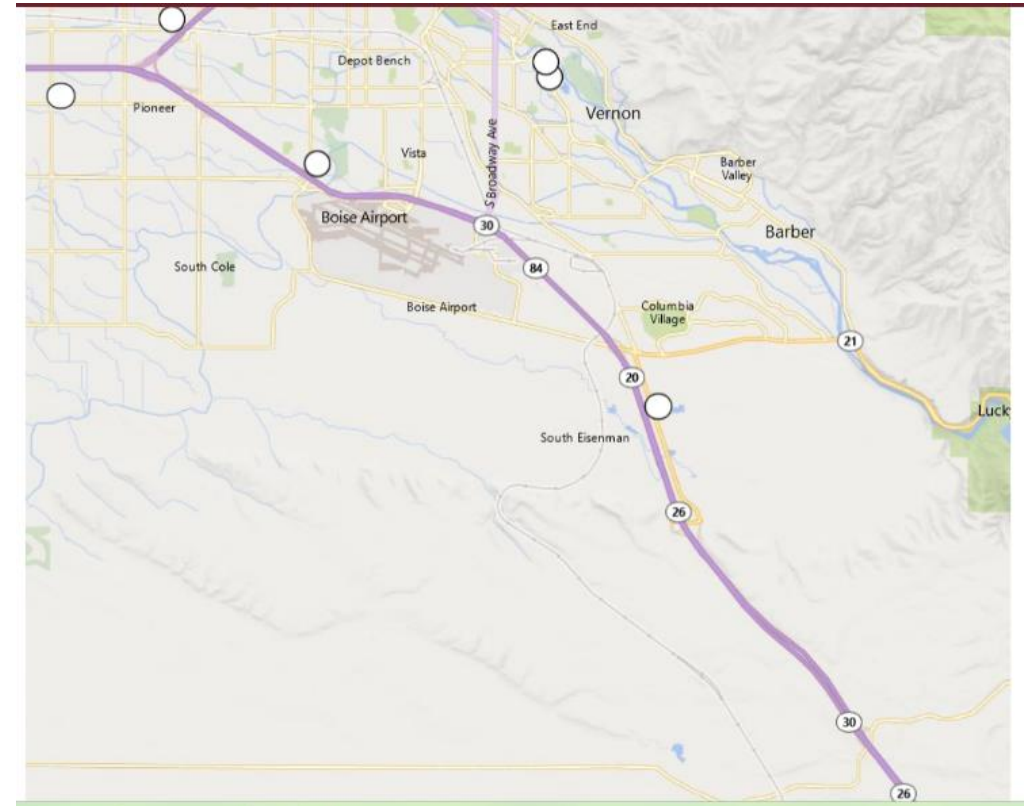 East End
Depot Bench
Pioneer
Vernon
S Broadway Ave
Vista
Barber
Valley
Boise Airport
30
Barber
South Cole
84
Boise Airport
Columbia
Village
21
20
Luck
South Eisenman
26
30
26